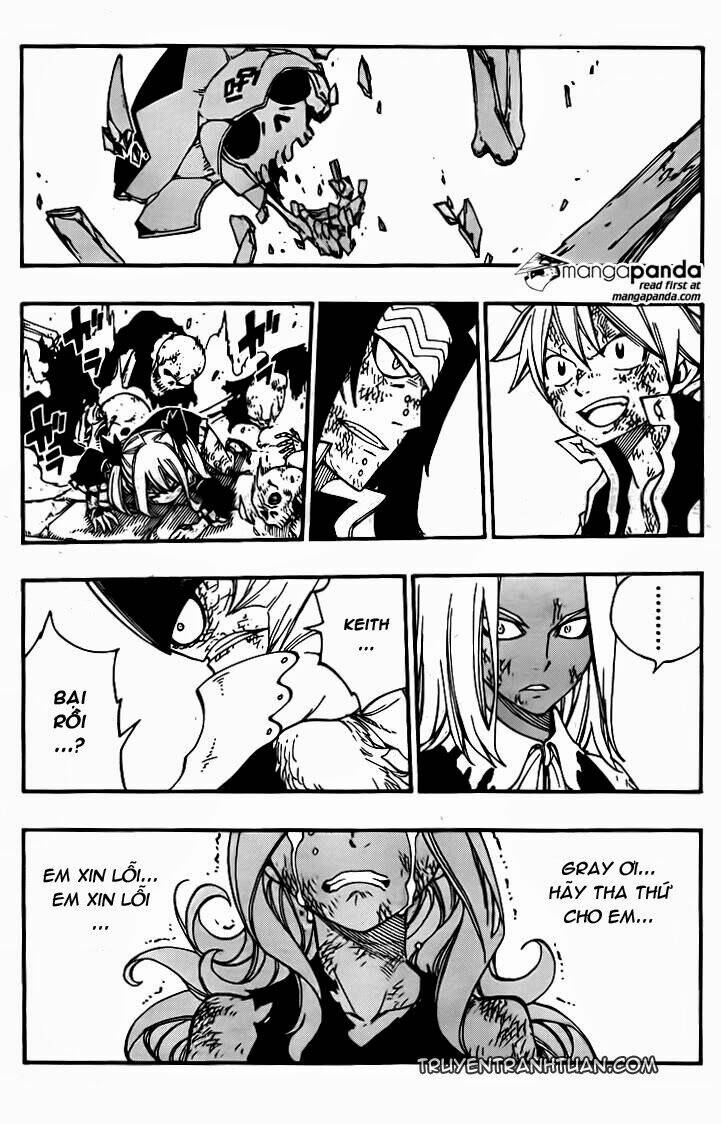 mangapanda
read first at
mangapanda.com
KEITH
...
BẠI
RỒI
...?
GRAY ƠI...
HÃY THA THỨ
CHO EM...
EM XIN LỖI...
EM XIN LỖI
...
TRUYENTRANHTUAN.COM